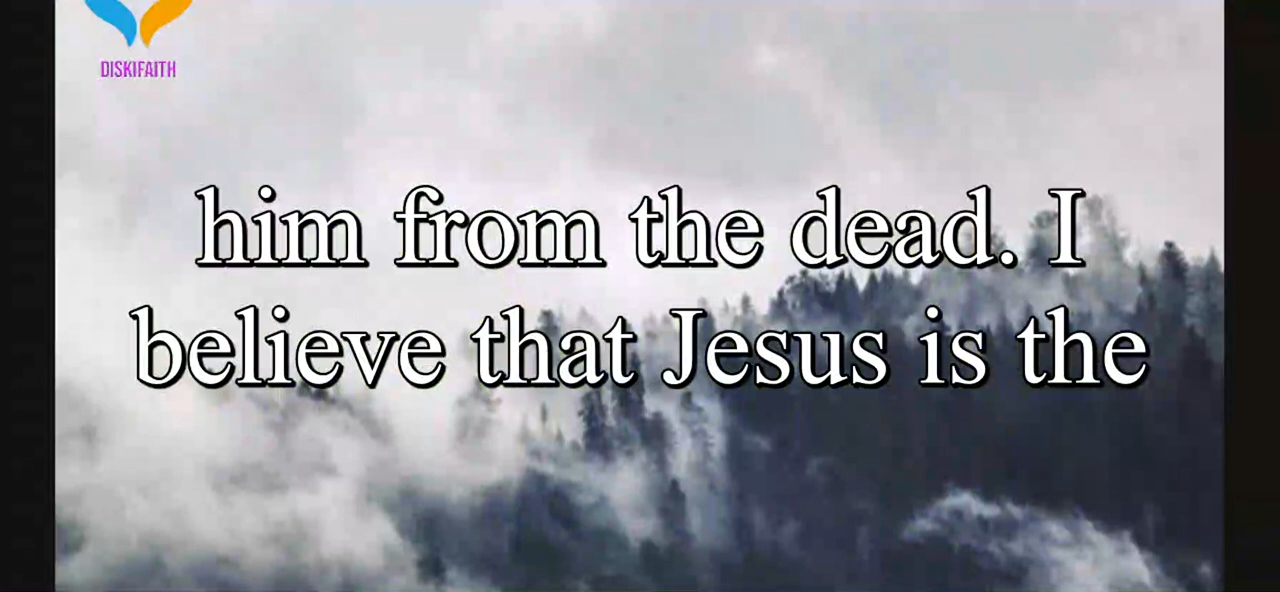 DISKIFAITH
him from the dead. I
believe that Jesus is the